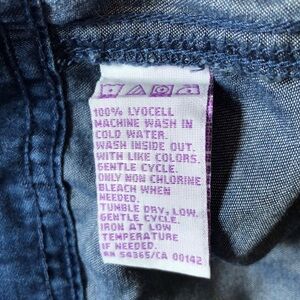 100% LYOCELL
MACHINE WASH IN
COLD WATER.
WASH INSIDE OUT.
WITH LIKE COLORS.
GENTLE CYCLE.
ONLY NON CHLORINE
BLEACH WHEN
NEEDED.
TUMBLE DRY, LOW.
GENTLE CYCLE.
IRON AT LOW
TEMPERATURE
IF NEEDED.
RN 54365/CA 00142